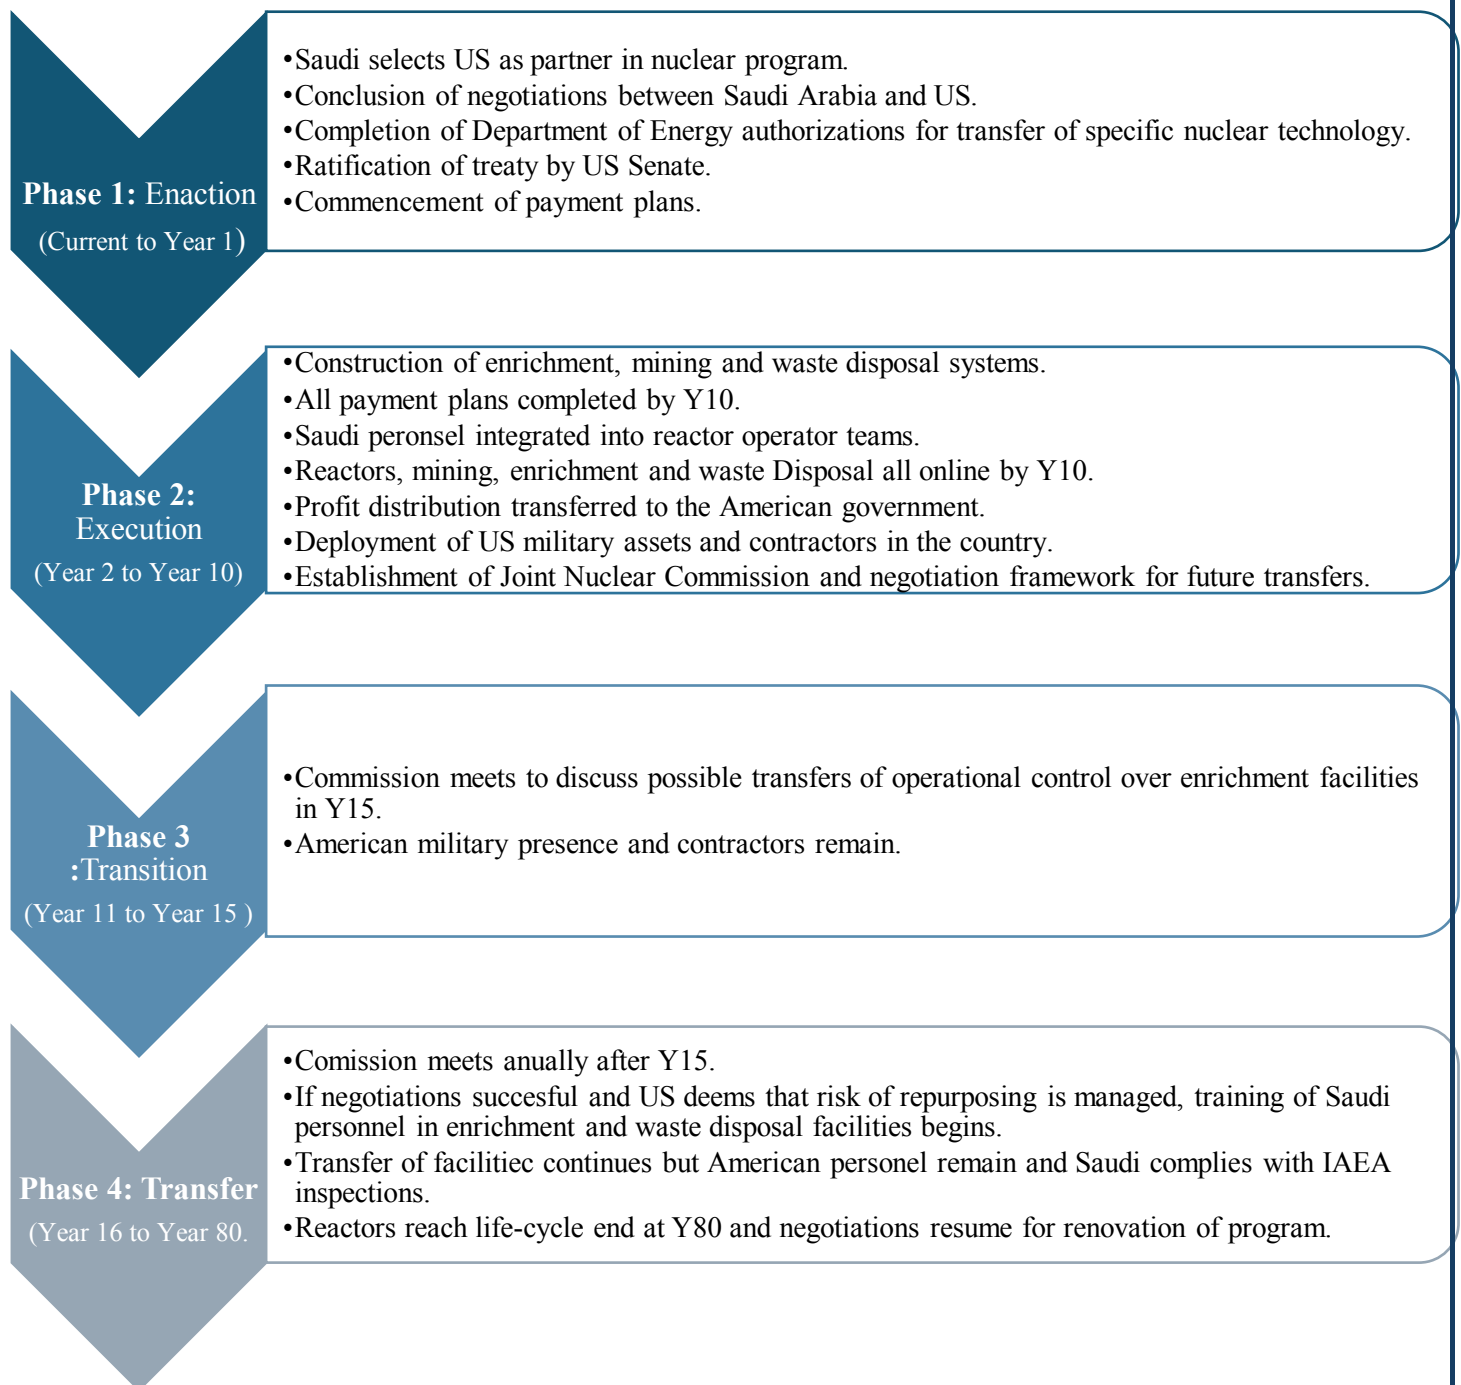 Phase 1: Enaction
(Current to Year 1)
•Saudi selects US as partner in nuclear program.
•Conclusion of negotiations between Saudi Arabia and US.
•Completion of Department of Energy authorizations for transfer of specific nuclear technology.
•Ratification of treaty by US Senate.
•Commencement of payment plans.
Phase 2:
Execution
(Year 2 to Year 10)
•Construction of enrichment, mining and waste disposal systems.
•All payment plans completed by Y10.
•Saudi peronsel integrated into reactor operator teams.
•Reactors, mining, enrichment and waste Disposal all online by Y10.
•Profit distribution transferred to the American government.
•Deployment of US military assets and contractors in the country.
•Establishment of Joint Nuclear Commission and negotiation framework for future transfers.
Phase 3
:Transition
(Year 11 to Year 15 )
•Commission meets to discuss possible transfers of operational control over enrichment facilities
in Y15.
•American military presence and contractors remain.
Phase 4: Transfer
(Year 16 to Year 80.
•Comission meets anually after Y15.
•If negotiations succesful and US deems that risk of repurposing is managed, training of Saudi
personnel in enrichment and waste disposal facilities begins.
•Transfer of facilitiec continues but American personel remain and Saudi complies with IAEA
inspections.
•Reactors reach life-cycle end at Y80 and negotiations resume for renovation of program.